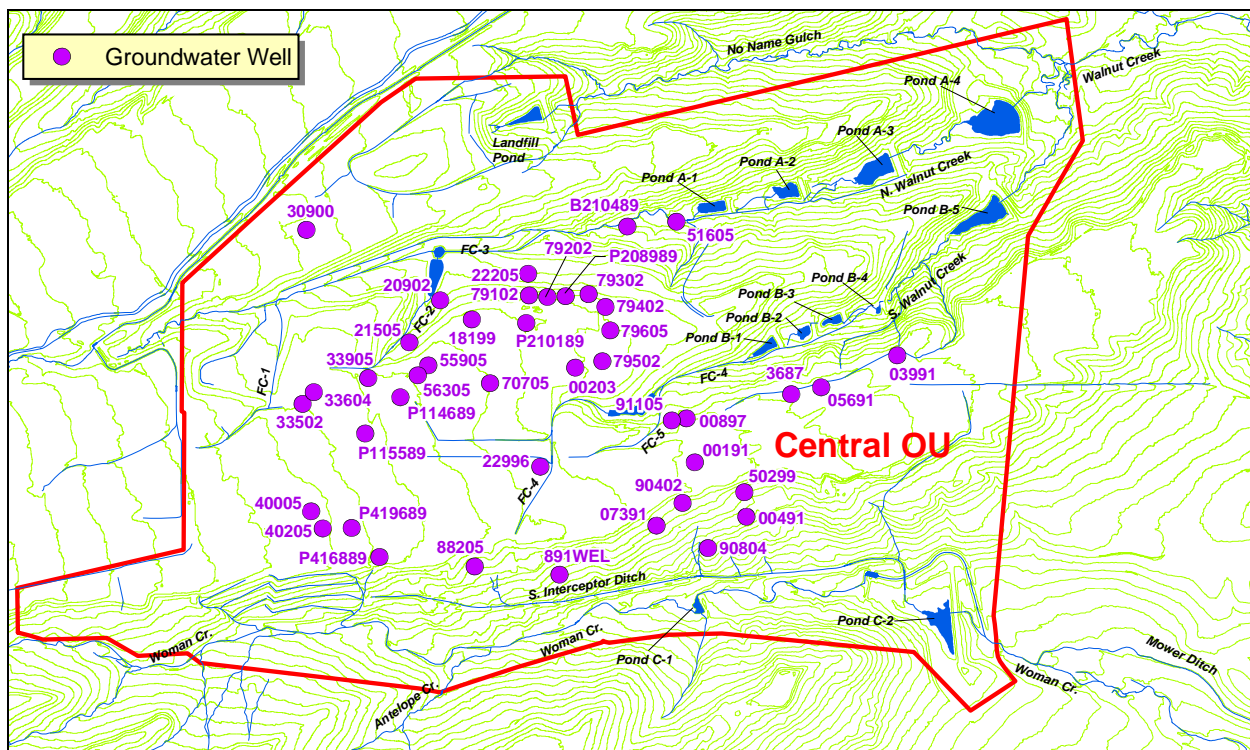 Groundwater Well
No Name Gulch
Walnut Creek
Pond A-4
Landfill
Pond
Pond A-3
Pond A-2
Pond A-1
N. Walnut Creek
Pond B-5
30900
B210489
51605
FC-3
79202
P208989
22205
79302
20902
79102
79402
Pond B-4
Pond B-3
S. Walnut Creek
FC-2
18199
P210189
79605
Pond B-2
Pond B-1
21505
55905
79502
33905
FC-1
FC-4
03991
56305
70705
00203
3687
33604
05691
33502
P114689
91105
00897
FC-5
Central OU
P115589
00191
22996
FC-4
50299
90402
40005
P419689
07391
00491
40205
P416889
88205
891WEL
90804
S. Interceptor Ditch
Pond C-2
Woman Cr.
Woman Cr.
Pond C-1
Mower Ditch
Woman Cr.
Antelope Cr.